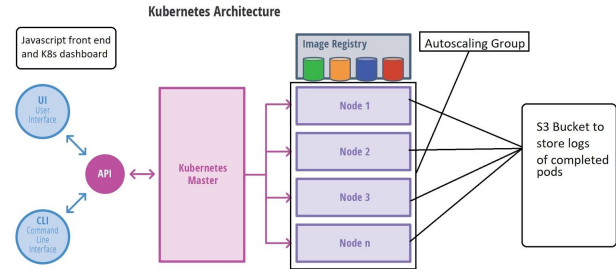 Kubernetes Architecture
Javascript front end
and K8s dashboard
Image Registry
Autoscaling Group
UI
User
Interface
API
CLI
Command
Line
Interface
Kubernetes
Master
Node 1
Node 2
Node 3
Node n
S3 Bucket to
store logs
of completed
pods